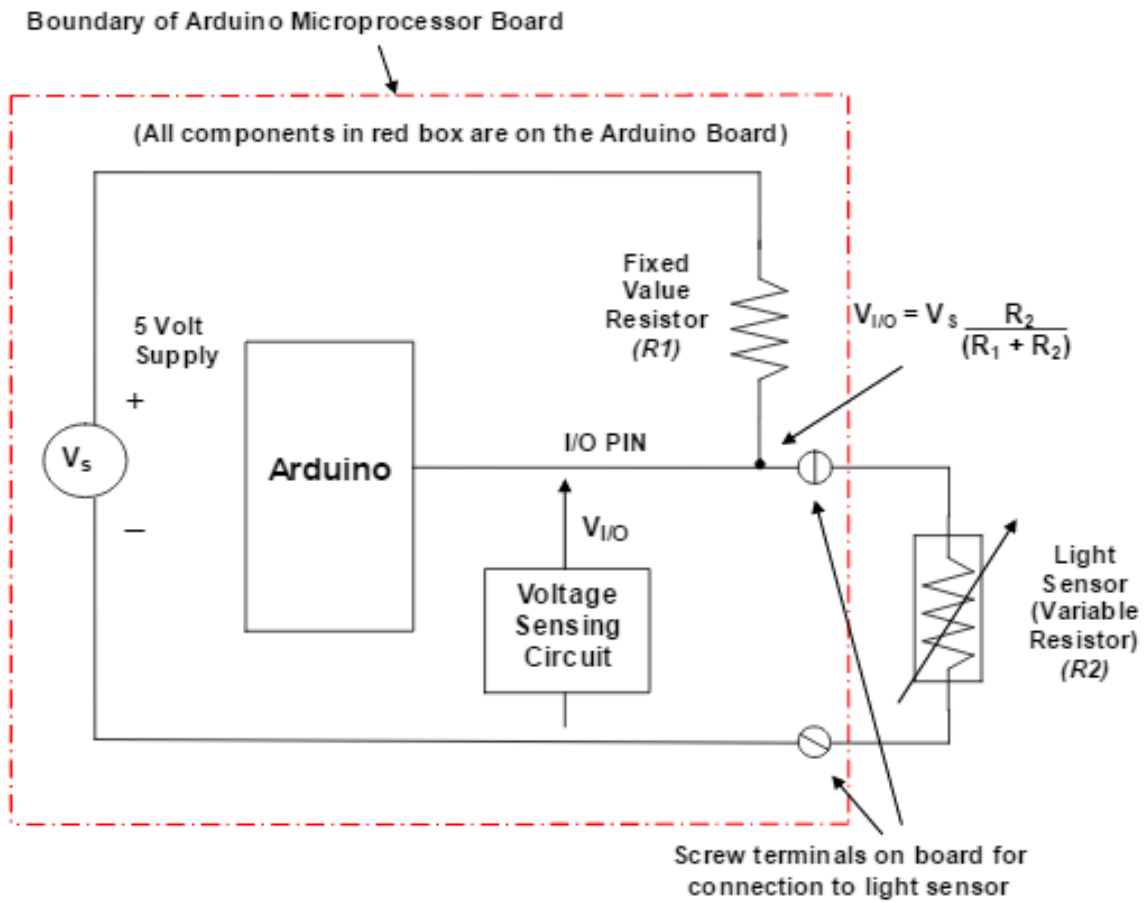 Boundary of Arduino Microprocessor Board
(All components in red box are on the Arduino Board)
Fixed
Value
Resistor
(R1)
V_I/O = V_S R_2 / (R_1 + R_2)
5 Volt
Supply
+
V_S
−
Arduino
I/O PIN
V_I/O
Voltage
Sensing
Circuit
Light
Sensor
(Variable
Resistor)
(R2)
Screw terminals on board for
connection to light sensor